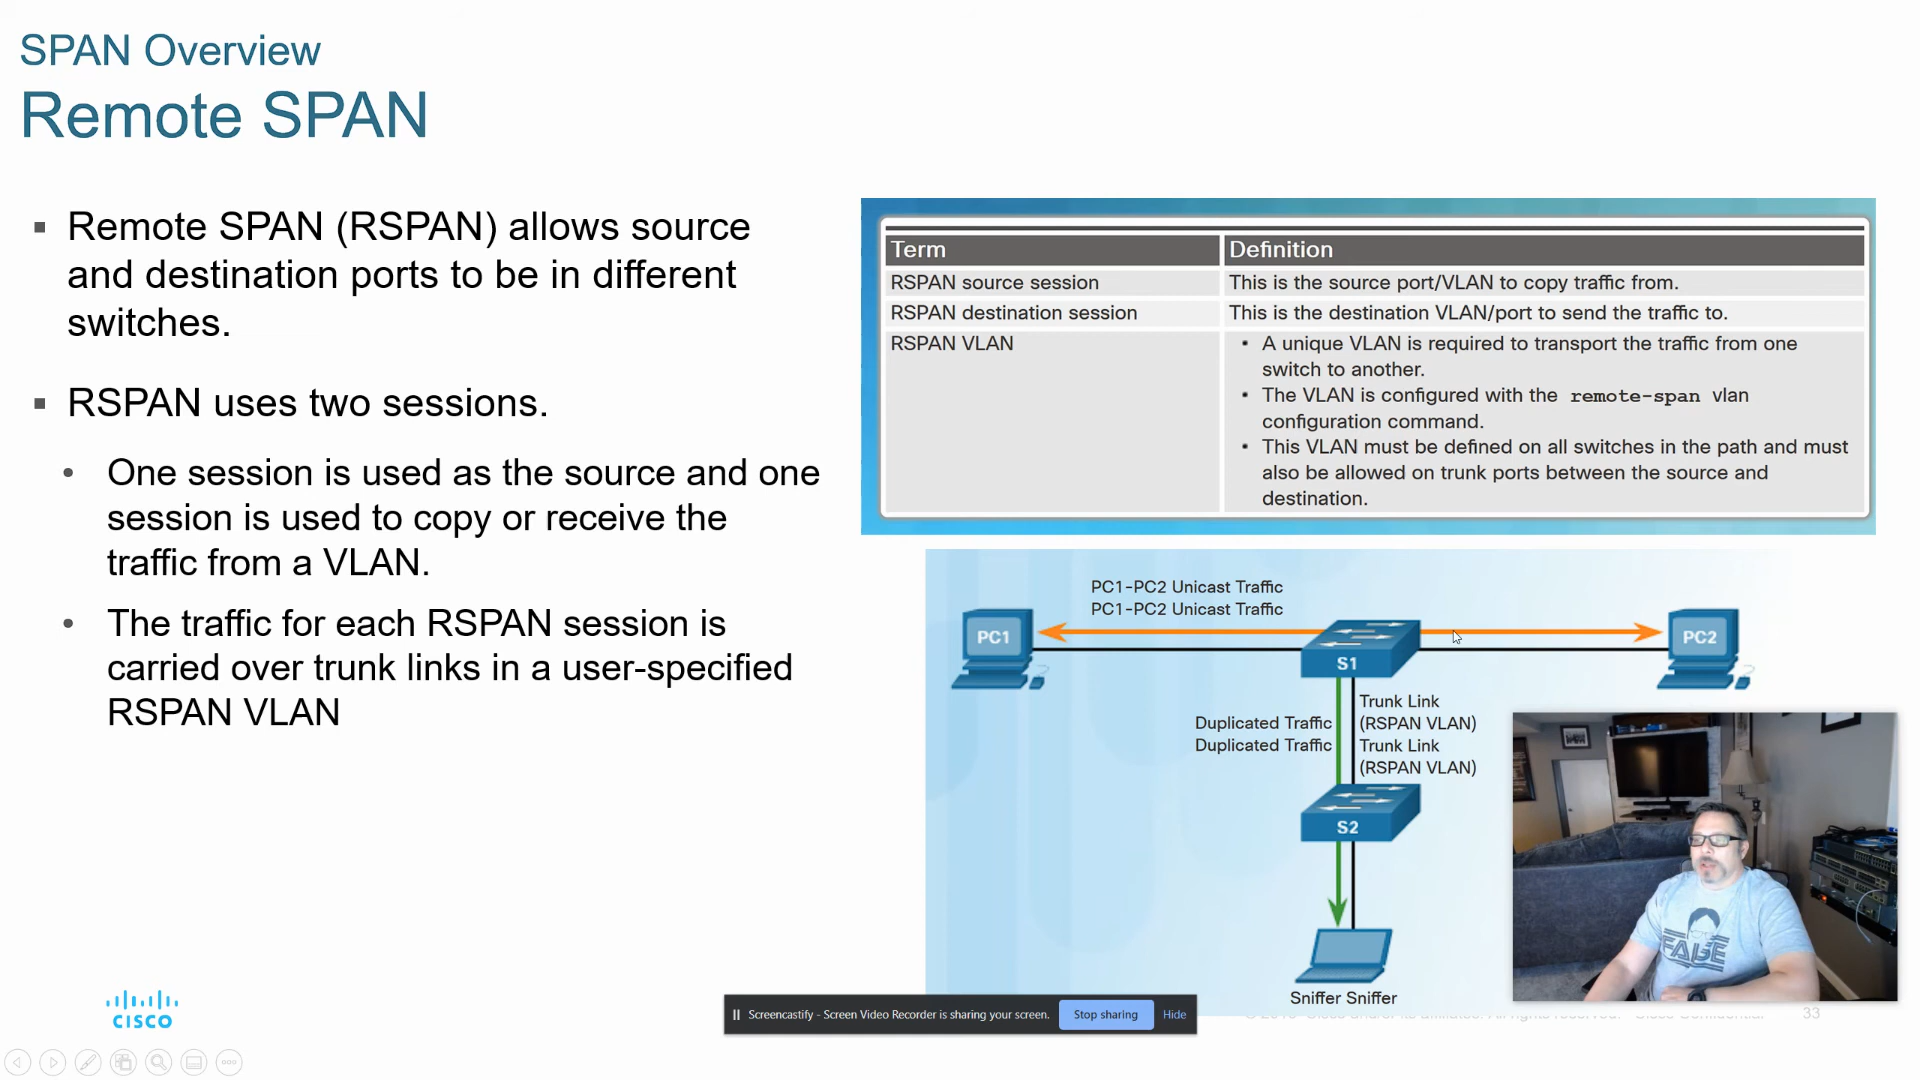 SPAN Overview
Remote SPAN
Remote SPAN (RSPAN) allows source
and destination ports to be in different
switches.
RSPAN uses two sessions.
One session is used as the source and one
session is used to copy or receive the
traffic from a VLAN.
The traffic for each RSPAN session is
carried over trunk links in a user-specified
RSPAN VLAN
Term Definition
RSPAN source session This is the source port/VLAN to copy traffic from.
RSPAN destination session This is the destination VLAN/port to send the traffic to.
RSPAN VLAN • A unique VLAN is required to transport the traffic from one
switch to another.
• The VLAN is configured with the remote-span vlan
configuration command.
• This VLAN must be defined on all switches in the path and must
also be allowed on trunk ports between the source and
destination.
PC1-PC2 Unicast Traffic
PC1-PC2 Unicast Traffic
PC1
PC2
S1
Trunk Link
(RSPAN VLAN)
Trunk Link
(RSPAN VLAN)
Duplicated Traffic
Duplicated Traffic
S2
Sniffer Sniffer
CISCO
Screencastify - Screen Video Recorder is sharing your screen. Stop sharing Hide
33